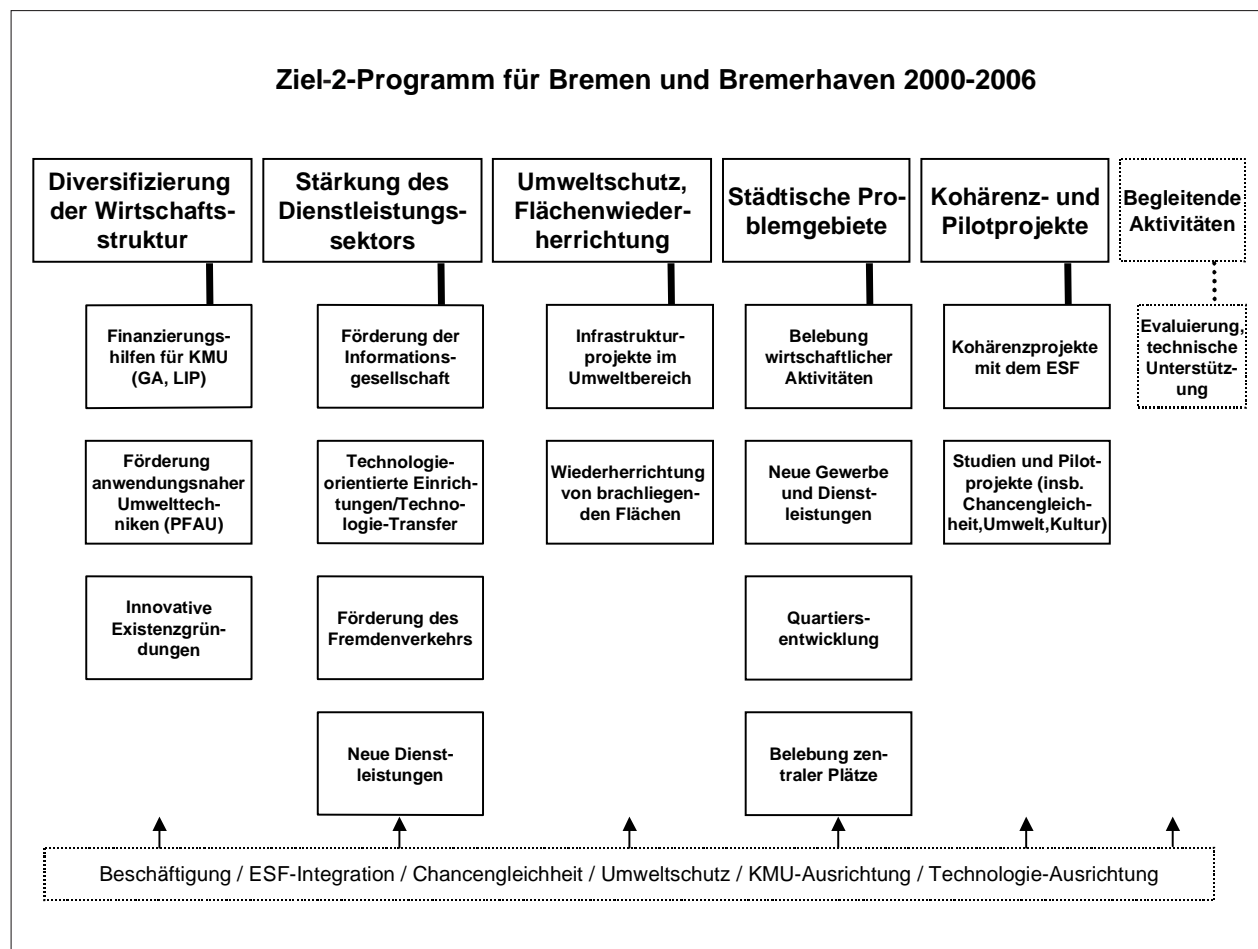 Ziel-2-Programm für Bremen und Bremerhaven 2000-2006
Diversifizierung
der Wirtschafts-
struktur
Finanzierungs-
hilfen für KMU
(GA, LIP)
Förderung
anwendungsnaher
Umwelttech-
niken (PFAU)
Innovative
Existenzgrün-
dungen
Stärkung des
Dienstleistungs-
sektors
Förderung der
Informations-
gesellschaft
Technologie-
orientierte Einrich-
tungen/Techno-
logie-Transfer
Förderung des
Fremdenverkehrs
Neue Dienst-
leistungen
Umweltschutz,
Flächenwieder-
herrichtung
Infrastruktur-
projekte im
Umweltbereich
Wiederherrichtung
von brachliegen-
den Flächen
Städtische Pro-
blemgebiete
Belebung
wirtschaftlicher
Aktivitäten
Neue Gewerbe
und Dienst-
leistungen
Quartiers-
entwicklung
Belebung zen-
traler Plätze
Kohärenz- und
Pilotprojekte
Kohärenzprojekte
mit dem ESF
Studien und Pilot-
projekte (insb.
Chancengleich-
heit,Umwelt,Kultur)
Begleitende
Aktivitäten
Evaluierung,
technische
Unterstütz-
ung
Beschäftigung / ESF-Integration / Chancengleichheit / Umweltschutz / KMU-Ausrichtung / Technologie-Ausrichtung